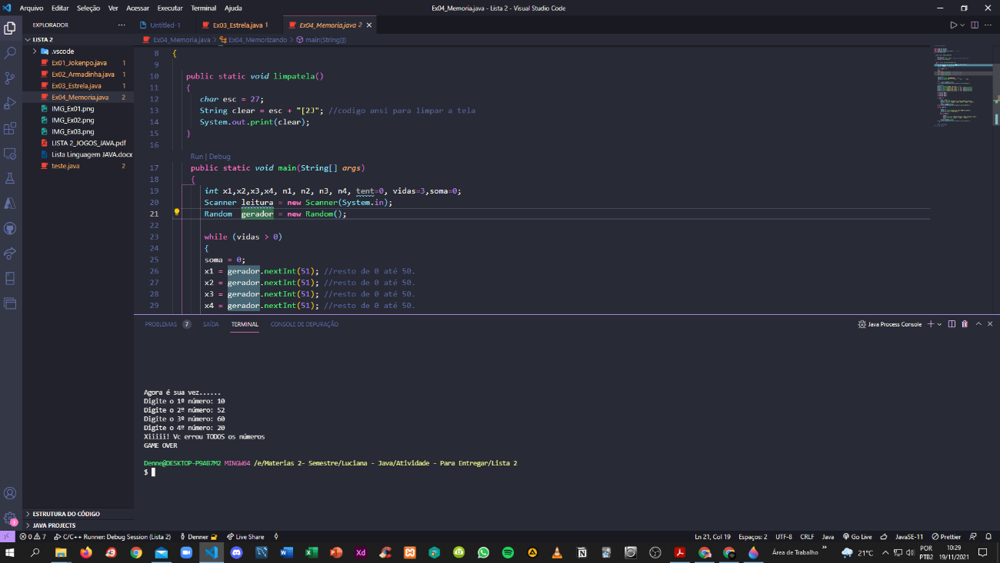 Arquivo Editar Seleção Ver Acessar Executar Terminal Ajuda
Ex04_Memoria.java - Lista 2 - Visual Studio Code
EXPLORADOR
Untitled-1 Ex03_Estrela.java 1 Ex04_Memoria.java 2
LISTA 2
Ex04_Memoria.java > Ex04_Memorizando > main(String[])
.vscode
Ex01_Jokenpo.java 1
Ex02_Armadinha.java 1
Ex03_Estrela.java 1
Ex04_Memoria.java 2
IMG_Ex01.png
IMG_Ex02.png
IMG_Ex03.png
LISTA 2_JOGOS_JAVA.pdf
Lista Linguagem JAVA.docx
teste.java 2
8 {
9
10 public static void limpatela()
11 {
12 char esc = 27;
13 String clear = esc + "[2J"; //codigo ansi para limpar a tela
14 System.out.print(clear);
15 }
16
Run | Debug
17 public static void main(String[] args)
18 {
19 int x1,x2,x3,x4, n1, n2, n3, n4, tent=0, vidas=3,soma=0;
20 Scanner leitura = new Scanner(System.in);
21 Random gerador = new Random();
22
23 while (vidas > 0)
24 {
25 soma = 0;
26 x1 = gerador.nextInt(51); //resto de 0 até 50.
27 x2 = gerador.nextInt(51); //resto de 0 até 50.
28 x3 = gerador.nextInt(51); //resto de 0 até 50.
29 x4 = gerador.nextInt(51); //resto de 0 até 50.
PROBLEMAS 7 SAÍDA TERMINAL CONSOLE DE DEPURAÇÃO
Java Process Console
Agora é sua vez......
Digite o 1º número: 10
Digite o 2º número: 52
Digite o 3º número: 60
Digite o 4º número: 20
Xiiiii! Vc errou TODOS os números
GAME OVER
Denne@DESKTOP-P9AB7M2 MINGW64 /e/Materias 2- Semestre/Luciana - Java/Atividade - Para Entregar/Lista 2
$
ESTRUTURA DO CÓDIGO
JAVA PROJECTS
0 7 C/C++ Runner: Debug Session (Lista 2) Denner Live Share
Ln 21, Col 19 Espaços: 2 UTF-8 CRLF Java Go Live JavaSE-11 Prettier
Área de Trabalho
21°C
POR
PTB2
10:29
19/11/2021